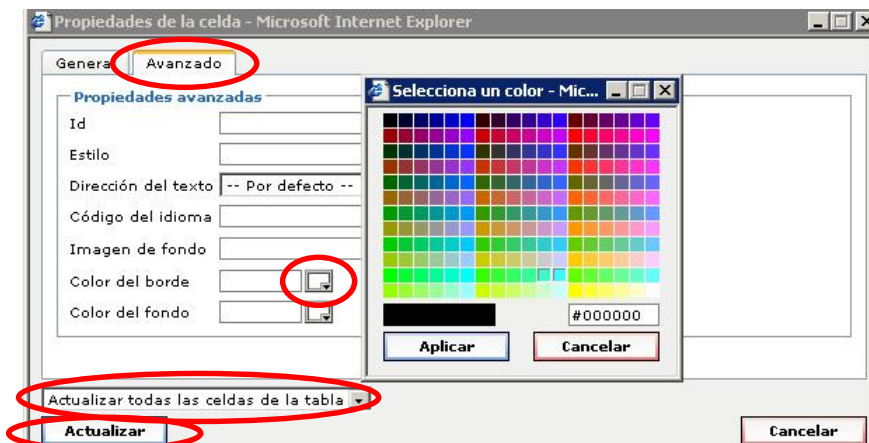 Propiedades de la celda - Microsoft Internet Explorer
General Avanzado
Propiedades avanzadas
Id
Estilo
Dirección del texto -- Por defecto --
Código del idioma
Imagen de fondo
Color del borde
Color del fondo
Selecciona un color - Mic...
#000000
Aplicar Cancelar
Actualizar todas las celdas de la tabla
Actualizar Cancelar